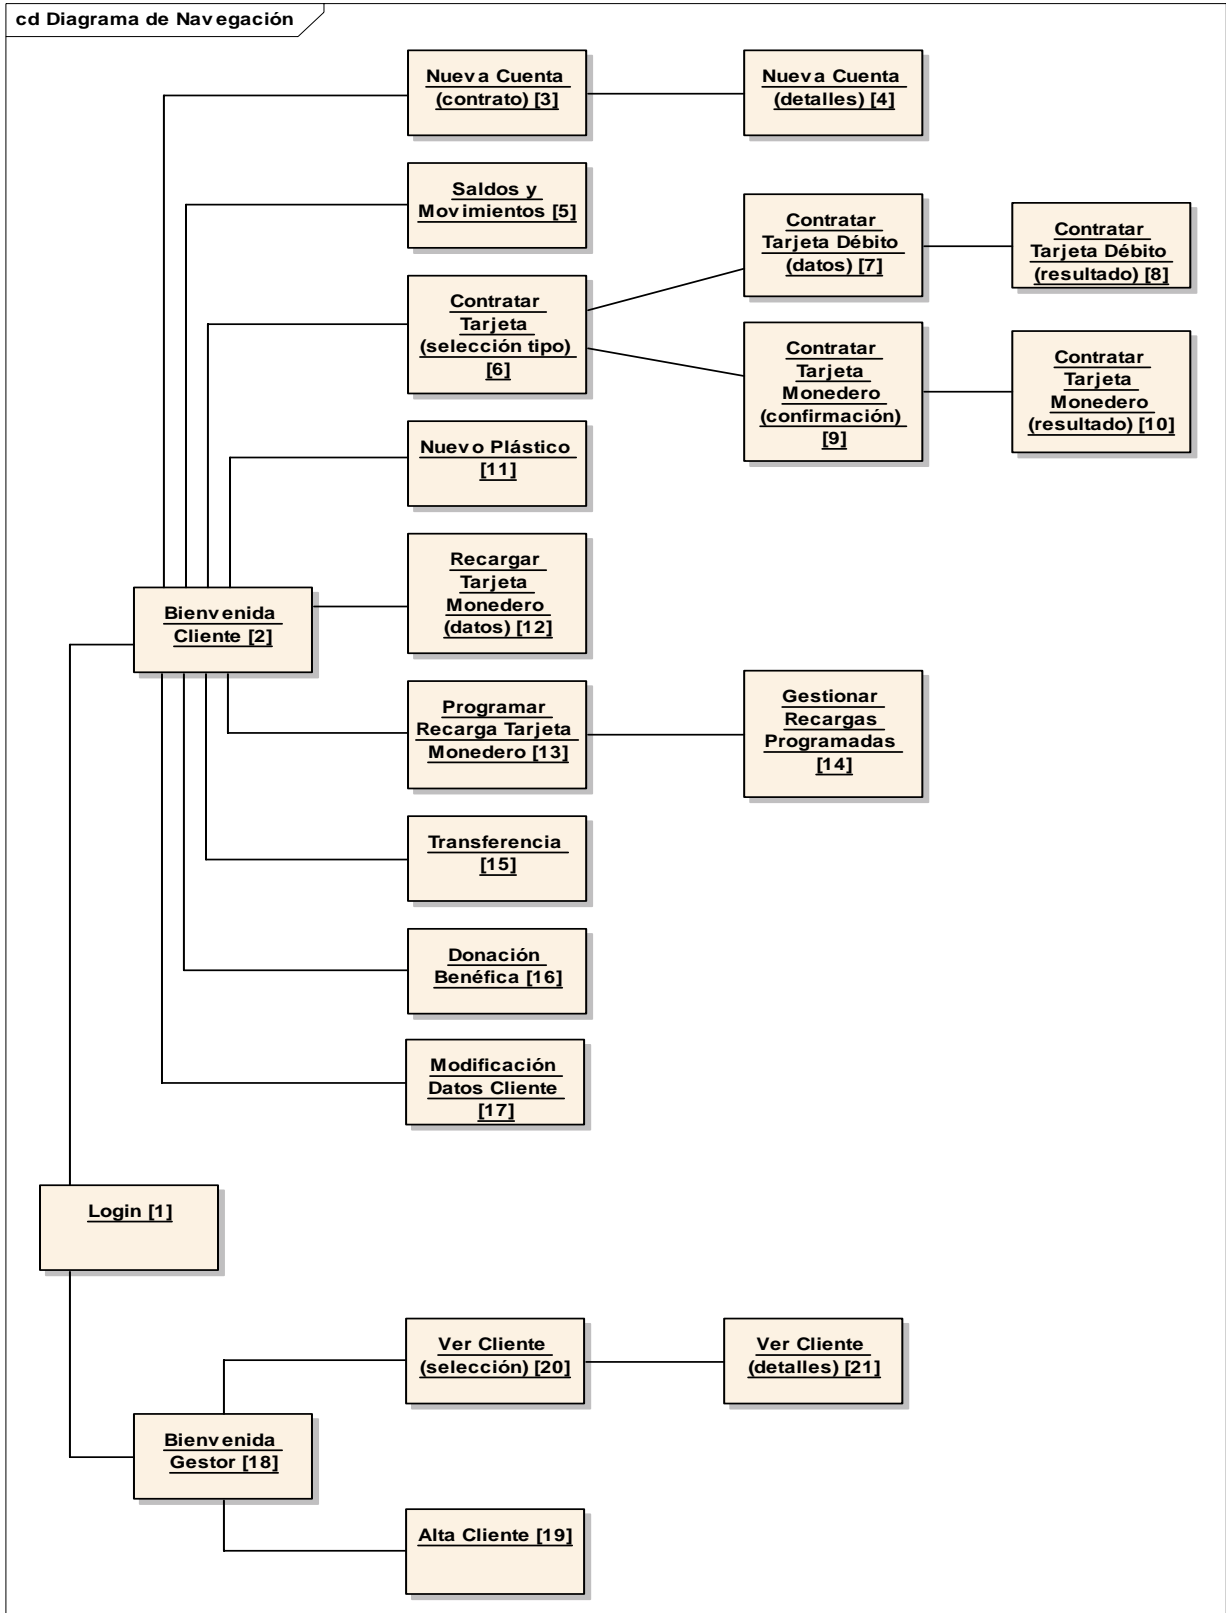 cd Diagrama de Navegación
Nueva Cuenta
(contrato) [3]
Nueva Cuenta
(detalles) [4]
Saldos y
Movimientos [5]
Contratar
Tarjeta
(selección tipo)
[6]
Contratar
Tarjeta Débito
(datos) [7]
Contratar
Tarjeta Débito
(resultado) [8]
Contratar
Tarjeta
Monedero
(confirmación)
[9]
Contratar
Tarjeta
Monedero
(resultado) [10]
Nuevo Plástico
[11]
Recargar
Tarjeta
Monedero
(datos) [12]
Bienvenida
Cliente [2]
Programar
Recarga Tarjeta
Monedero [13]
Gestionar
Recargas
Programadas
[14]
Transferencia
[15]
Donación
Benéfica [16]
Modificación
Datos Cliente
[17]
Login [1]
Ver Cliente
(selección) [20]
Ver Cliente
(detalles) [21]
Bienvenida
Gestor [18]
Alta Cliente [19]